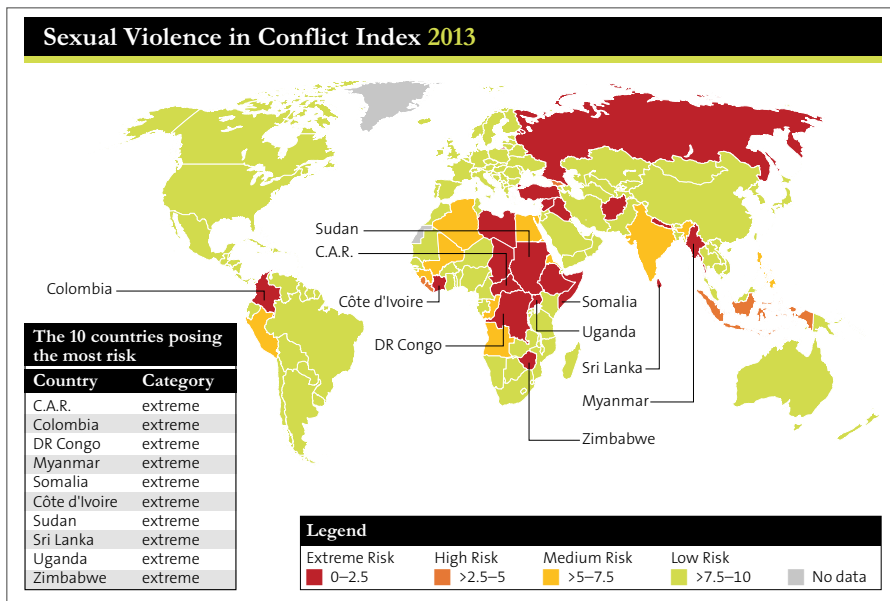 Sexual Violence in Conflict Index 2013
Sudan
C.A.R.
Colombia
Côte d'Ivoire
Somalia
Uganda
DR Congo
Sri Lanka
Myanmar
Zimbabwe
The 10 countries posing
the most risk
Country Category
C.A.R. extreme
Colombia extreme
DR Congo extreme
Myanmar extreme
Somalia extreme
Côte d'Ivoire extreme
Sudan extreme
Sri Lanka extreme
Uganda extreme
Zimbabwe extreme
Legend
Extreme Risk High Risk Medium Risk Low Risk
0–2.5 >2.5–5 >5–7.5 >7.5–10 No data